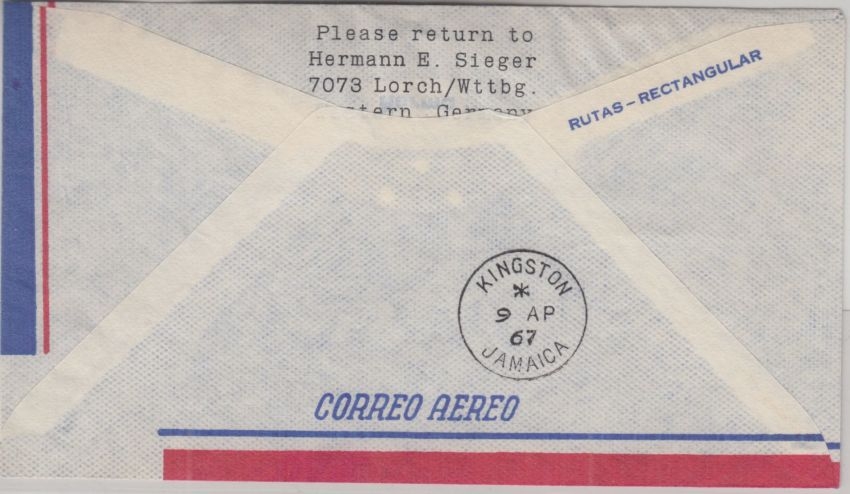 Please return to
Hermann E. Sieger
7073 Lorch/Wttbg.
RUTAS-RECTANGULAR
KINGSTON
*
9 AP
67
JAMAICA
CORREO AEREO